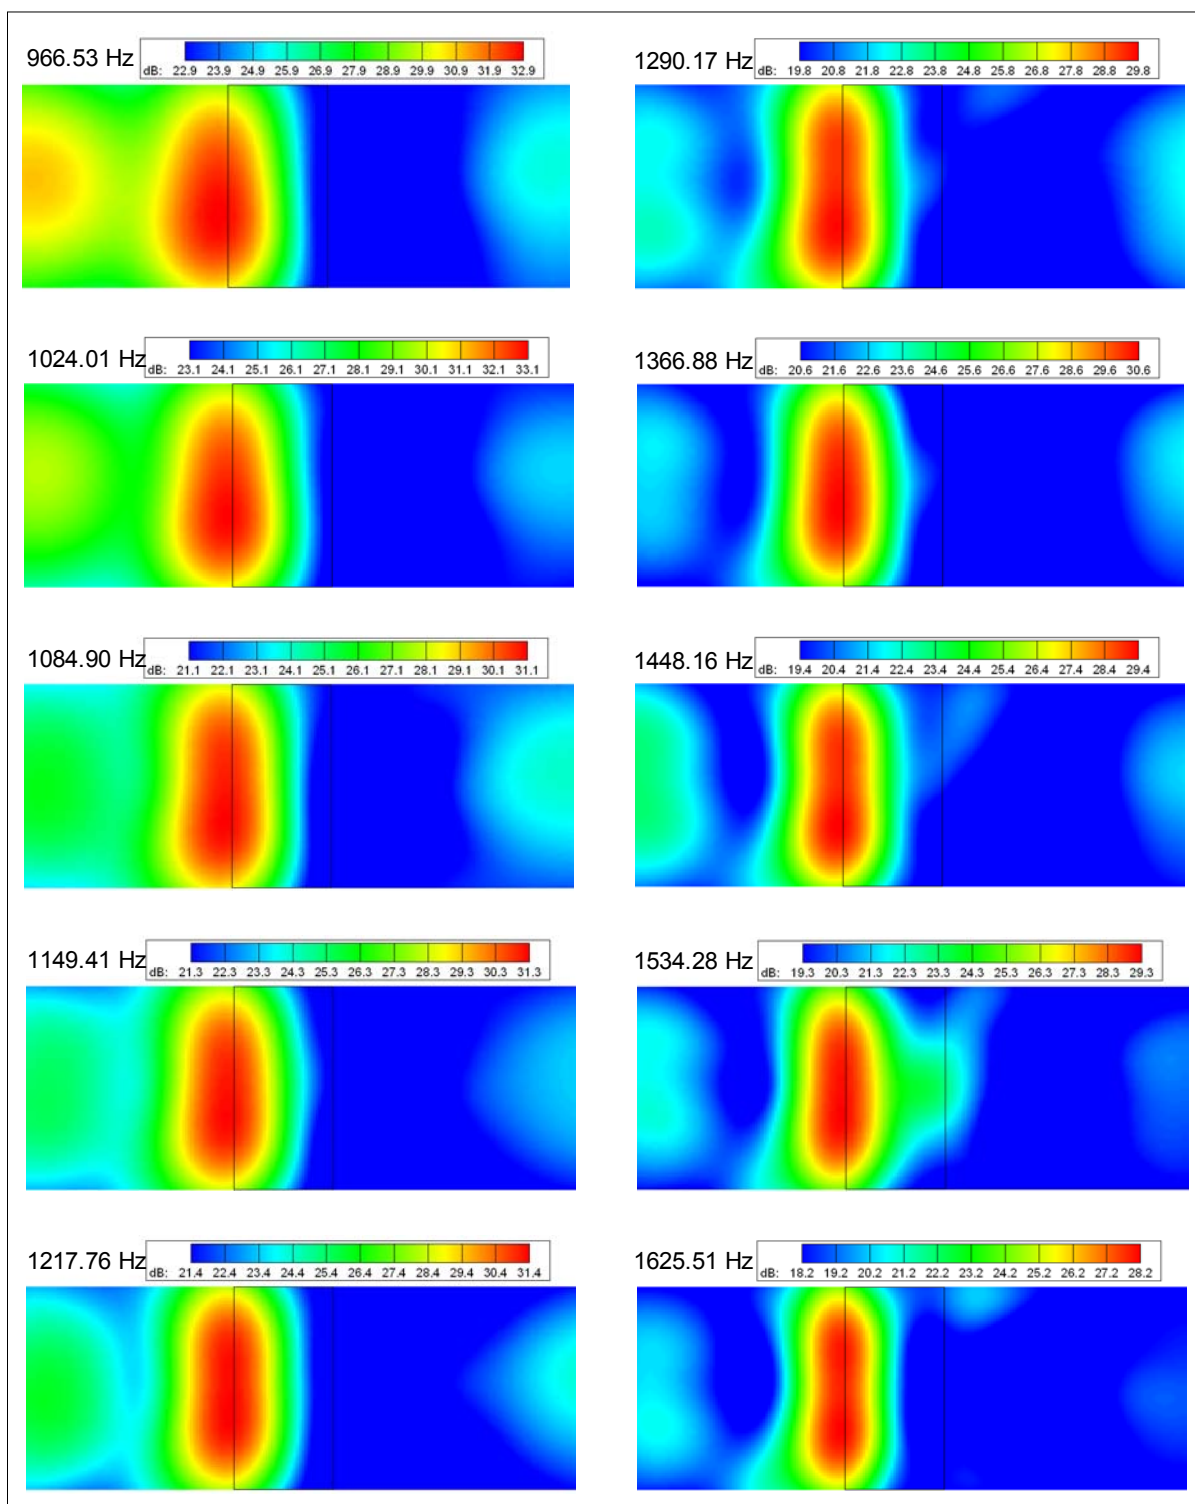 966.53 Hz
dB: 22.9 23.9 24.9 25.9 26.9 27.9 28.9 29.9 30.9 31.9 32.9
1024.01 Hz
dB: 23.1 24.1 25.1 26.1 27.1 28.1 29.1 30.1 31.1 32.1 33.1
1084.90 Hz
dB: 21.1 22.1 23.1 24.1 25.1 26.1 27.1 28.1 29.1 30.1 31.1
1149.41 Hz
dB: 21.3 22.3 23.3 24.3 25.3 26.3 27.3 28.3 29.3 30.3 31.3
1217.76 Hz
dB: 21.4 22.4 23.4 24.4 25.4 26.4 27.4 28.4 29.4 30.4 31.4
1290.17 Hz
dB: 19.8 20.8 21.8 22.8 23.8 24.8 25.8 26.8 27.8 28.8 29.8
1366.88 Hz
dB: 20.6 21.6 22.6 23.6 24.6 25.6 26.6 27.6 28.6 29.6 30.6
1448.16 Hz
dB: 19.4 20.4 21.4 22.4 23.4 24.4 25.4 26.4 27.4 28.4 29.4
1534.28 Hz
dB: 19.3 20.3 21.3 22.3 23.3 24.3 25.3 26.3 27.3 28.3 29.3
1625.51 Hz
dB: 18.2 19.2 20.2 21.2 22.2 23.2 24.2 25.2 26.2 27.2 28.2